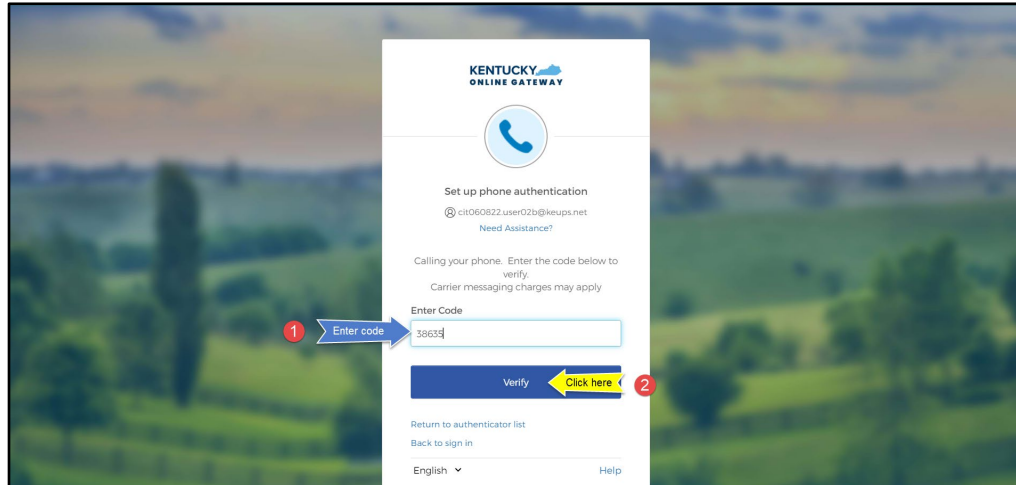 KENTUCKY
ONLINE GATEWAY
Set up phone authentication
cit060822.user02b@keups.net
Need Assistance?
Calling your phone. Enter the code below to
verify.
Carrier messaging charges may apply
Enter Code
1 Enter code
38635
Verify
Click here 2
Return to authenticator list
Back to sign in
English
Help